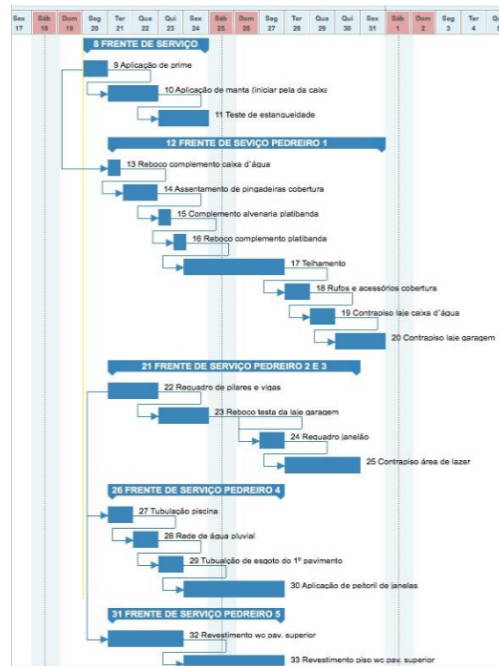 Sex Sáb Dom Seg Ter Qua Qui Sex Sáb Dom Seg Ter Qua Qui Sex Sáb Dom Seg Ter Q
17 18 19 20 21 22 23 24 25 26 27 28 29 30 31 1 2 3 4
8 FRENTE DE SERVIÇO
9 Aplicação de prime
10 Aplicação de manta (iniciar pela da caixa
11 Teste de estanqueidade
12 FRENTE DE SEVIÇO PEDREIRO 1
13 Reboco complemento caixa d'água
14 Assentamento de pingadeiras cobertura
15 Complemento alvenaria platibanda
16 Reboco complemento platibanda
17 Telhamento
18 Rufos e acessórios cobertura
19 Contrapiso laje caixa d'água
20 Contrapiso laje garagem
21 FRENTE DE SERVIÇO PEDREIRO 2 E 3
22 Requadro de pilares e vigas
23 Reboco testa da laje garagem
24 Requadro janelão
25 Contrapiso área de lazer
26 FRENTE DE SERVIÇO PEDREIRO 4
27 Tubulação piscina
28 Rede de água pluvial
29 Tubualção de esgoto do 1º pavimento
30 Aplicação de peitoril de janelas
31 FRENTE DE SERVIÇO PEDREIRO 5
32 Revestimento wc pav. superior
33 Revestimento piso wc pav. superior